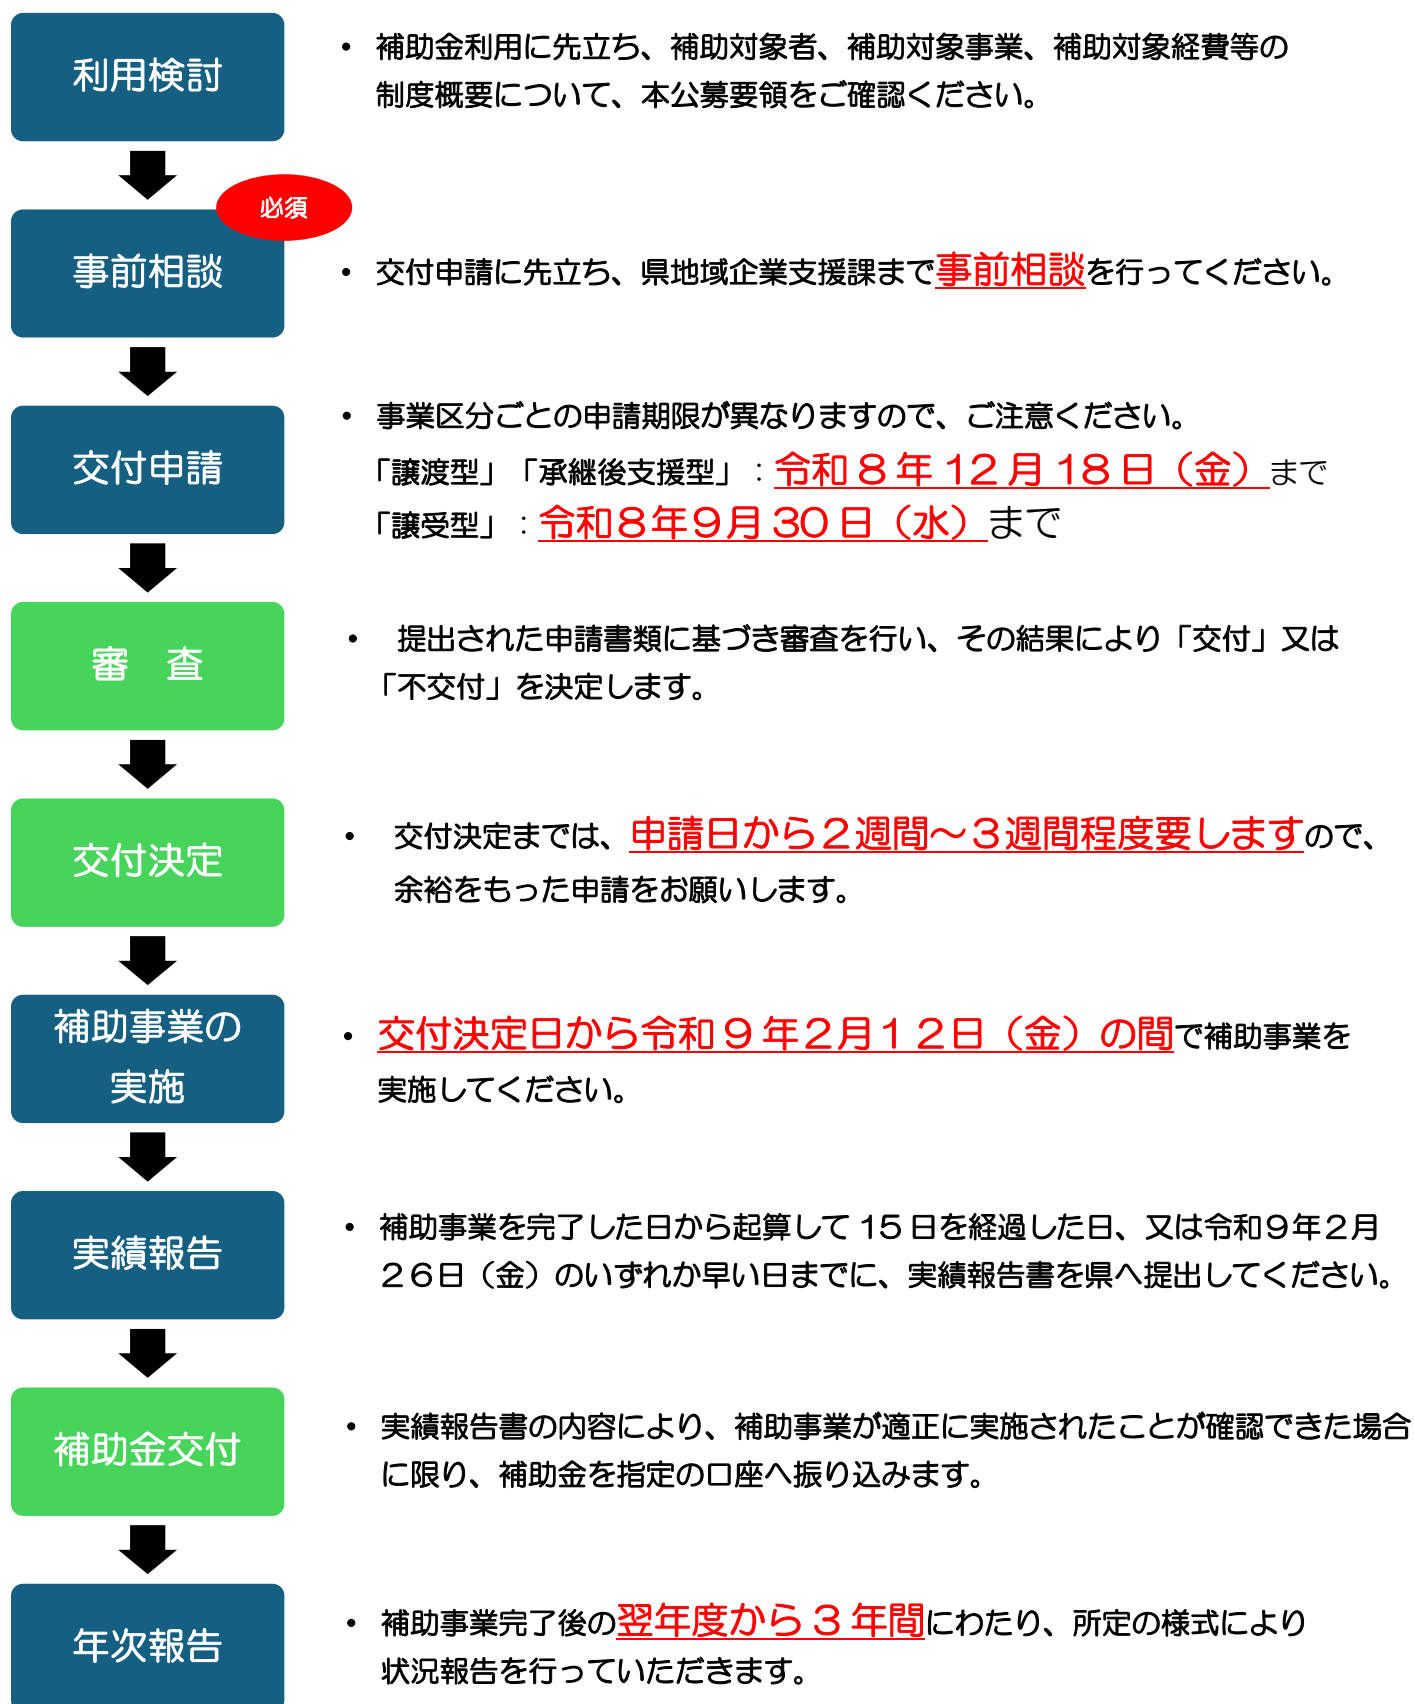 利用検討
・ 補助金利用に先立ち、補助対象者、補助対象事業、補助対象経費等の
制度概要について、本公募要領をご確認ください。
必須
事前相談
・ 交付申請に先立ち、県地域企業支援課まで事前相談を行ってください。
交付申請
・ 事業区分ごとの申請期限が異なりますので、ご注意ください。
「譲渡型」「承継後支援型」：令和８年 12 月 18 日（金）まで
「譲受型」：令和８年９月 30 日（水）まで
審　査
・　提出された申請書類に基づき審査を行い、その結果により「交付」又は
「不交付」を決定します。
交付決定
・　交付決定までは、申請日から２週間～３週間程度要しますので、
余裕をもった申請をお願いします。
補助事業の
実施
・ 交付決定日から令和９年２月１２日（金）の間で補助事業を
実施してください。
実績報告
・ 補助事業を完了した日から起算して 15 日を経過した日、又は令和９年２月
２６日（金）のいずれか早い日までに、実績報告書を県へ提出してください。
補助金交付
・ 実績報告書の内容により、補助事業が適正に実施されたことが確認できた場合
に限り、補助金を指定の口座へ振り込みます。
年次報告
・ 補助事業完了後の翌年度から３年間にわたり、所定の様式により
状況報告を行っていただきます。